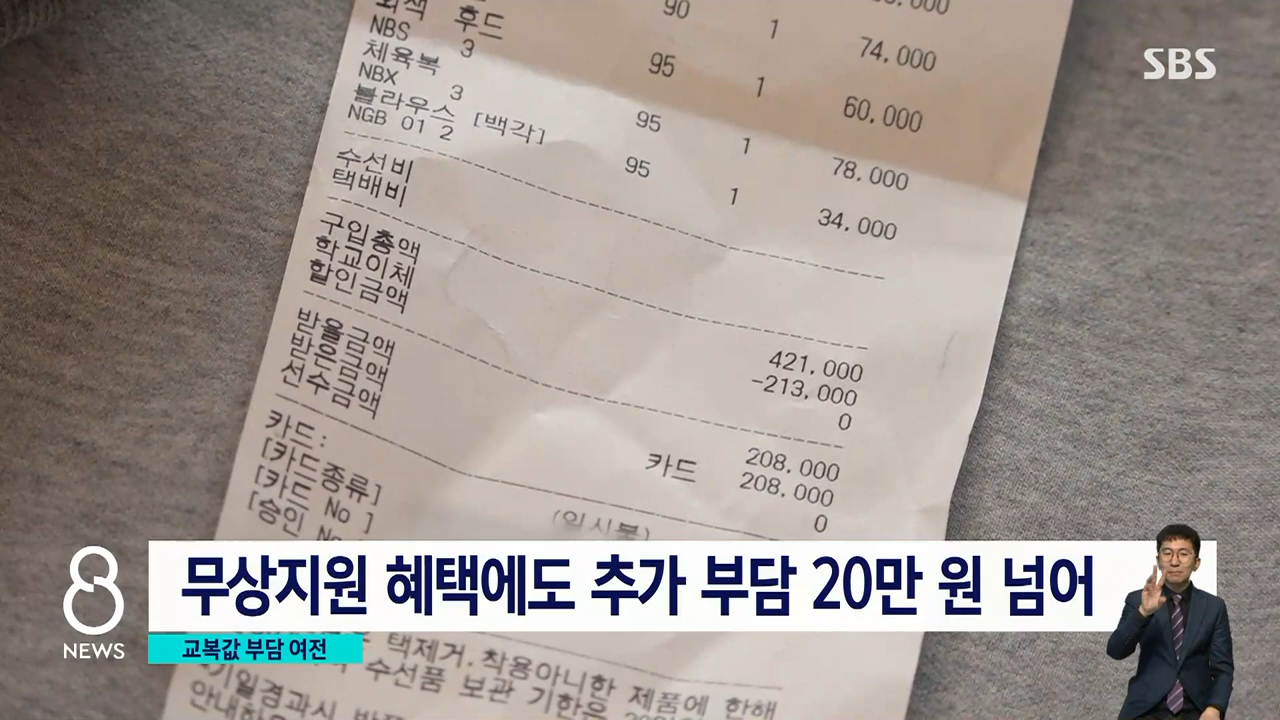 SBS
90 1 74,000
회색 후드
NBS 3 95 1 60,000
체육복
NBX 3 95 1 78,000
블라우스 [백각]
NGB 01 2 95 1 34,000
수선비
택배비
구입총액 421,000
학교이체 -213,000
할인금액 0
받을금액 208,000
받은금액 카드 208,000
선수금액 0
카드: (일시불)
[카드종류]
[카드 No ]
[승인
8
NEWS
무상지원 혜택에도 추가 부담 20만 원 넘어
교복값 부담 여전
택제거.착용아니한 제품에 한해
수선품 보관 기한은